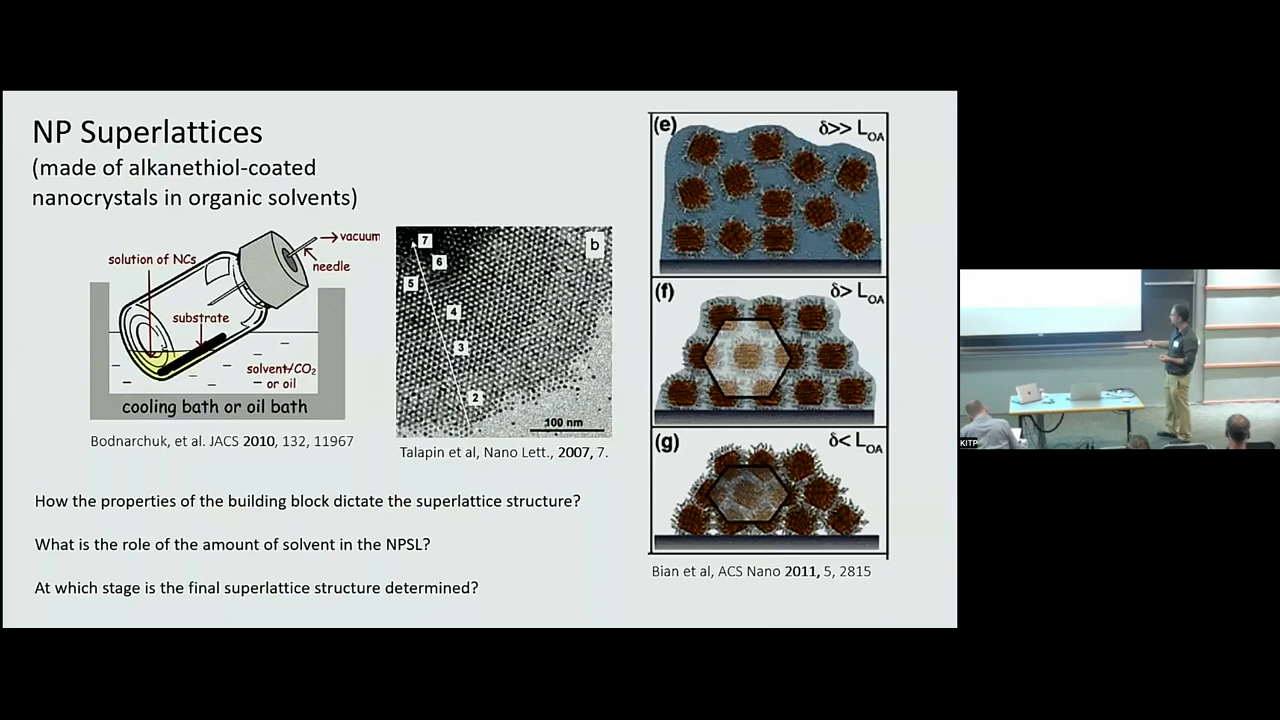 NP Superlattices
(made of alkanethiol-coated
nanocrystals in organic solvents)
vacuum
needle
solution of NCs
substrate
solvent/CO₂
or oil
cooling bath or oil bath
Bodnarchuk, et al. JACS 2010, 132, 11967
b
7
6
5
4
3
2
100 nm
Talapin et al, Nano Lett., 2007, 7.
(e)
δ>> L_OA
(f)
δ> L_OA
(g)
δ< L_OA
Bian et al, ACS Nano 2011, 5, 2815
How the properties of the building block dictate the superlattice structure?
What is the role of the amount of solvent in the NPSL?
At which stage is the final superlattice structure determined?
KITP